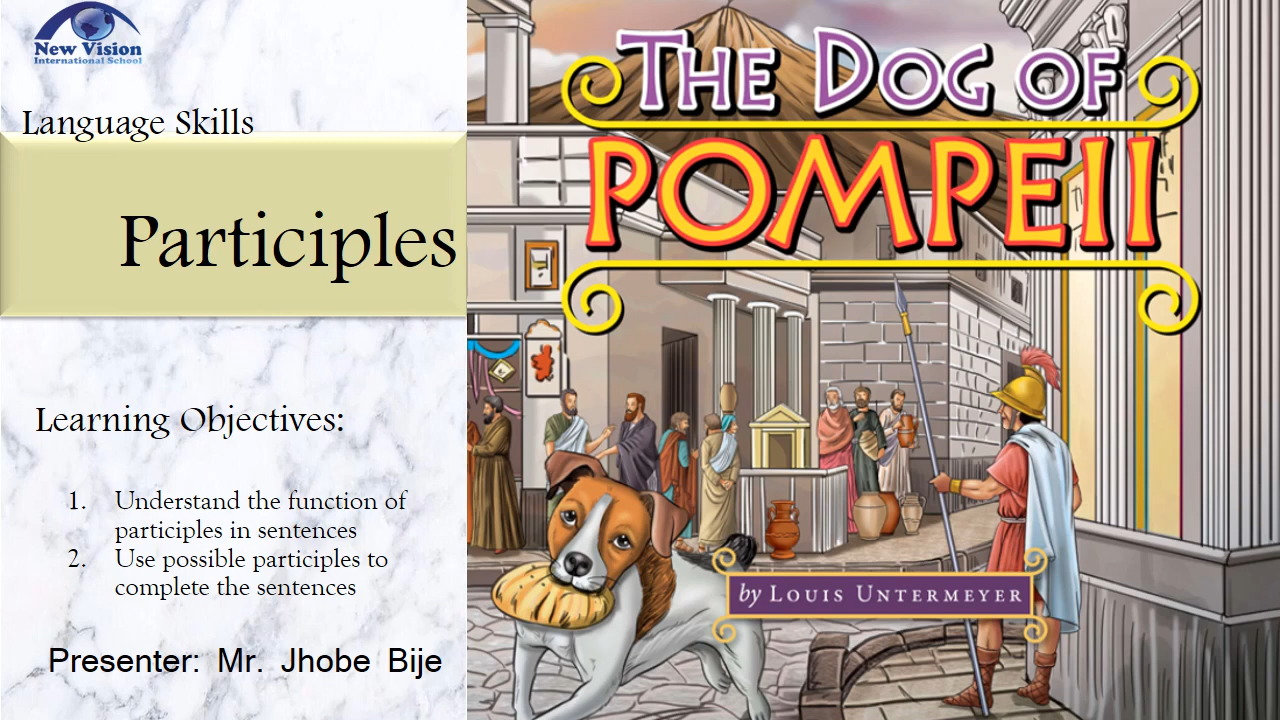 New Vision
International School
Language Skills
Participles
Learning Objectives:
1. Understand the function of
participles in sentences
2. Use possible participles to
complete the sentences
Presenter: Mr. Jhobe Bije
THE DOG OF
POMPEII
by LOUIS UNTERMEYER